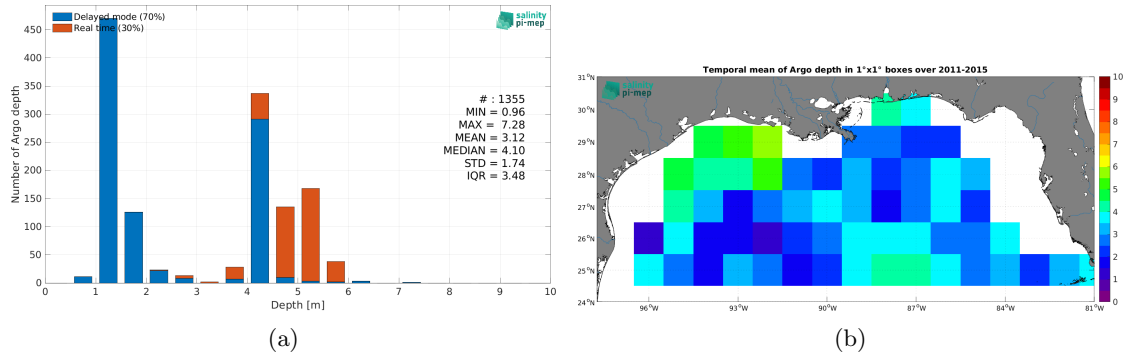 Delayed mode (70%)
Real time (30%)
salinity
pi-mep
450
400
350
300
250
200
150
100
50
0
Number of Argo depth
# : 1355
MIN = 0.96
MAX = 7.28
MEAN = 3.12
MEDIAN = 4.10
STD = 1.74
IQR = 3.48
0 1 2 3 4 5 6 7 8 9 10
Depth [m]
(a)
Temporal mean of Argo depth in 1°x1° boxes over 2011-2015
salinity
pi-mep
31°N
30°N
29°N
28°N
27°N
26°N
25°N
24°N
96°W 93°W 90°W 87°W 84°W 81°W
10
9
8
7
6
5
4
3
2
1
0
(b)